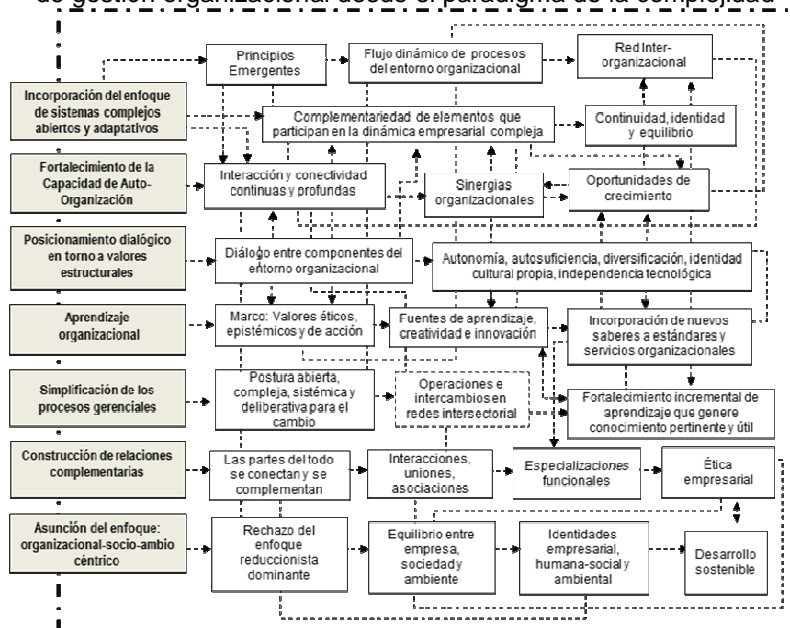 de gestión organizacional desde el paradigma de la complejidad
Principios
Emergentes
Flujo dinámico de procesos
del entorno organizacional
Red Inter-
organizacional
Incorporación del enfoque
de sistemas complejos
abiertos y adaptativos
Complementariedad de elementos que
participan en la dinámica empresarial compleja
Continuidad, identidad
y equilibrio
Fortalecimiento de la
Capacidad de Auto-
Organización
Interacción y conectividad
continuas y profundas
Sinergias
organizacionales
Oportunidades de
crecimiento
Posicionamiento dialógico
en torno a valores
estructurales
Diálogo entre componentes del
entorno organizacional
Autonomía, autosuficiencia, diversificación, identidad
cultural propia, independencia tecnológica
Aprendizaje
organizacional
Marco: Valores éticos,
epistémicos y de acción
Fuentes de aprendizaje,
creatividad e innovación
Incorporación de nuevos
saberes a estándares y
servicios organizacionales
Simplificación de los
procesos gerenciales
Postura abierta,
compleja, sistémica y
deliberativa para el
cambio
Operaciones e
intercambios en
redes intersectorial
Fortalecimiento incremental de
aprendizaje que genere
conocimiento pertinente y útil
Construcción de relaciones
complementarias
Las partes del todo
se conectan y se
complementan
Interacciones,
uniones,
asociaciones
Especializaciones
funcionales
Ética
empresarial
Asunción del enfoque:
organizacional-socio-ambio
céntrico
Rechazo del
enfoque
reduccionista
dominante
Equilibrio entre
empresa,
sociedad y
ambiente
Identidades
empresarial,
humana-social y
ambiental
Desarrollo
sostenible